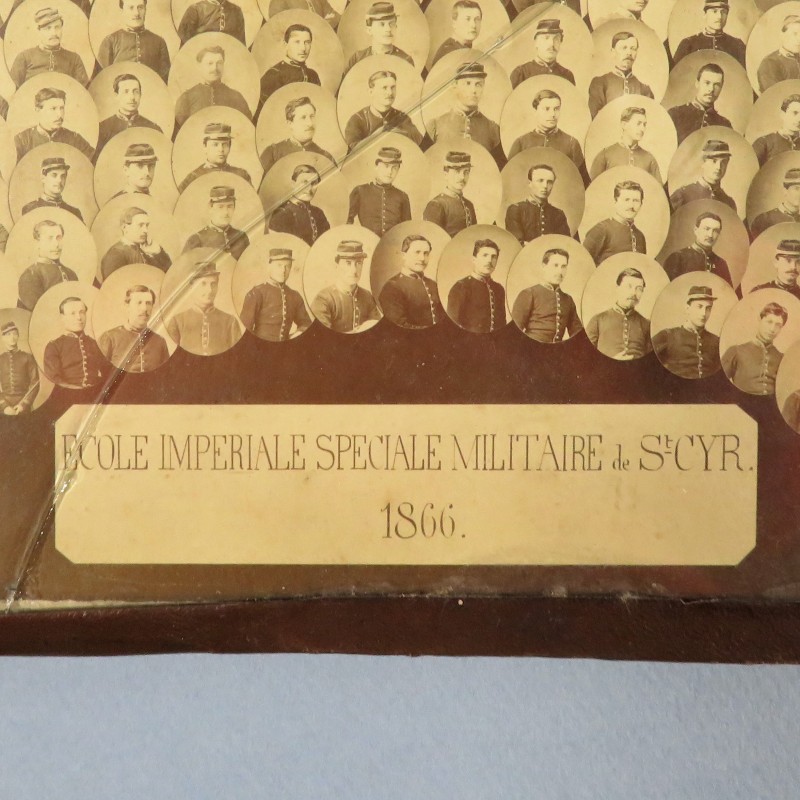 ECOLE IMPERIALE SPECIALE MILITAIRE de St CYR.
1866.